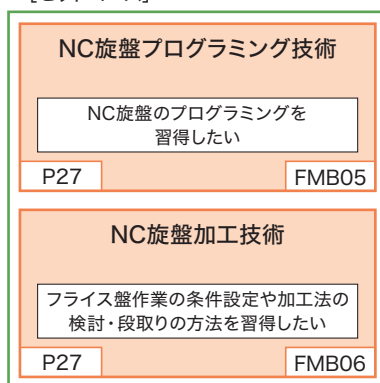 NC旋盤プログラミング技術
NC旋盤のプログラミングを
習得したい
P27
FMB05
NC旋盤加工技術
フライス盤作業の条件設定や加工法の
検討・段取りの方法を習得したい
P27
FMB06